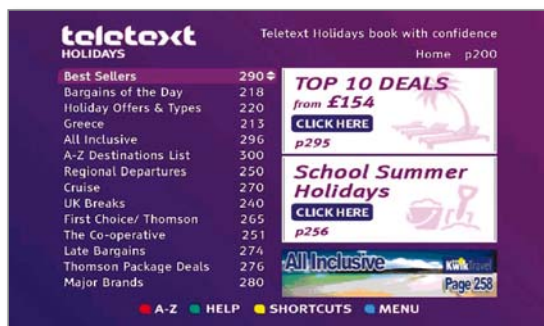 teletext
HOLIDAYS
Teletext Holidays book with confidence
Home p200
Best Sellers 290
Bargains of the Day 218
Holiday Offers & Types 220
Greece 213
All Inclusive 296
A-Z Destinations List 300
Regional Departures 250
Cruise 270
UK Breaks 240
First Choice/ Thomson 265
The Co-operative 251
Late Bargains 274
Thomson Package Deals 276
Major Brands 280
TOP 10 DEALS
from £154
CLICK HERE
p295
School Summer
Holidays
CLICK HERE
p256
All Inclusive
KwikTravel
Page 258
A-Z HELP SHORTCUTS MENU